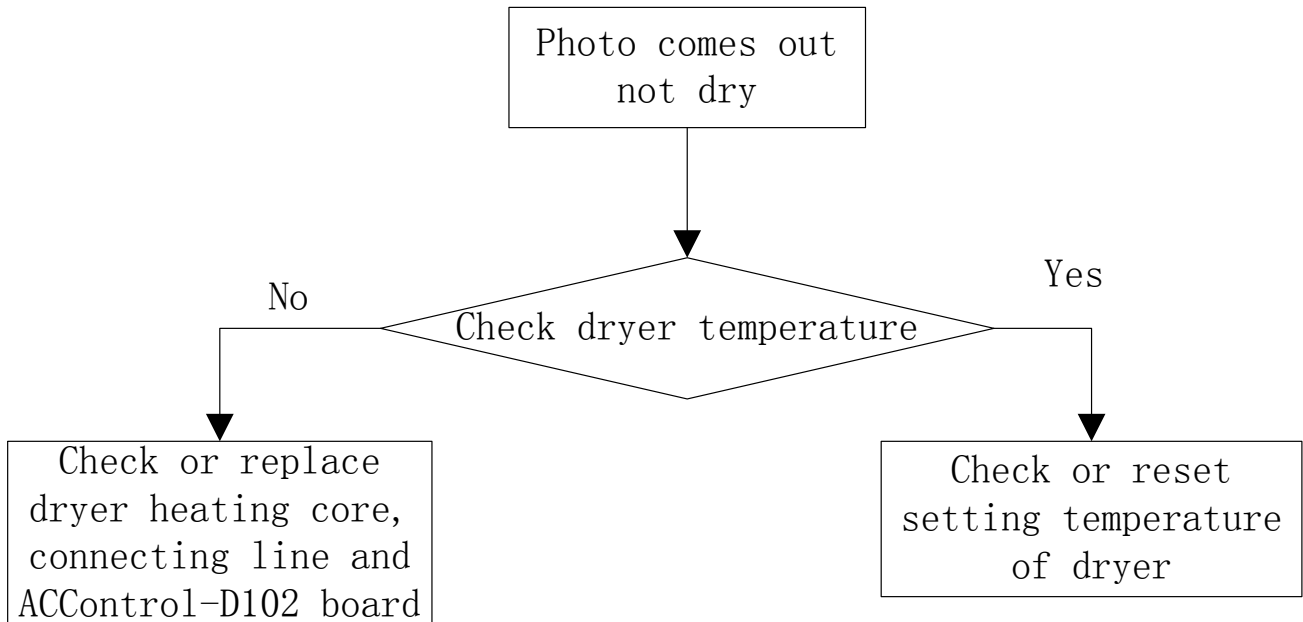 Photo comes out
not dry
No
Yes
Check dryer temperature
Check or replace
dryer heating core,
connecting line and
ACControl-D102 board
Check or reset
setting temperature
of dryer